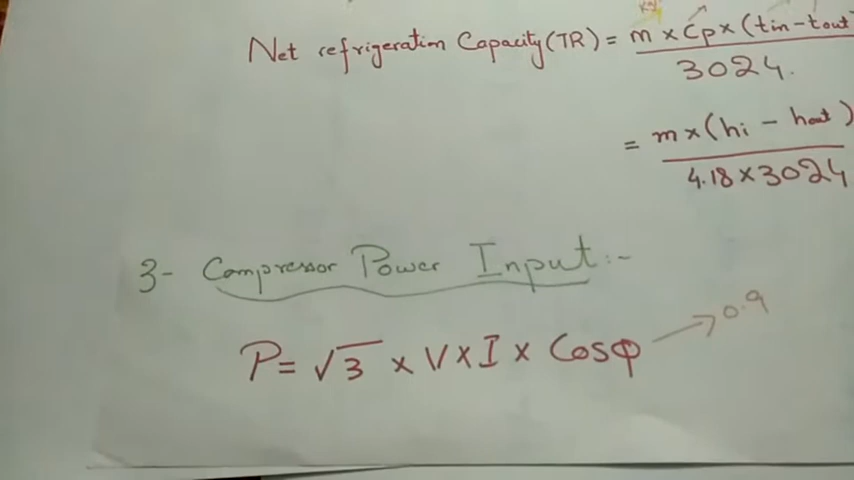 Net refrigeration Capacity (TR) = m × Cp × (tin - tout
3024.
= m × (hi - hout)
4.18 × 3024
3- Compressor Power Input :-
P = √3 × V × I × Cosφ → 0.9